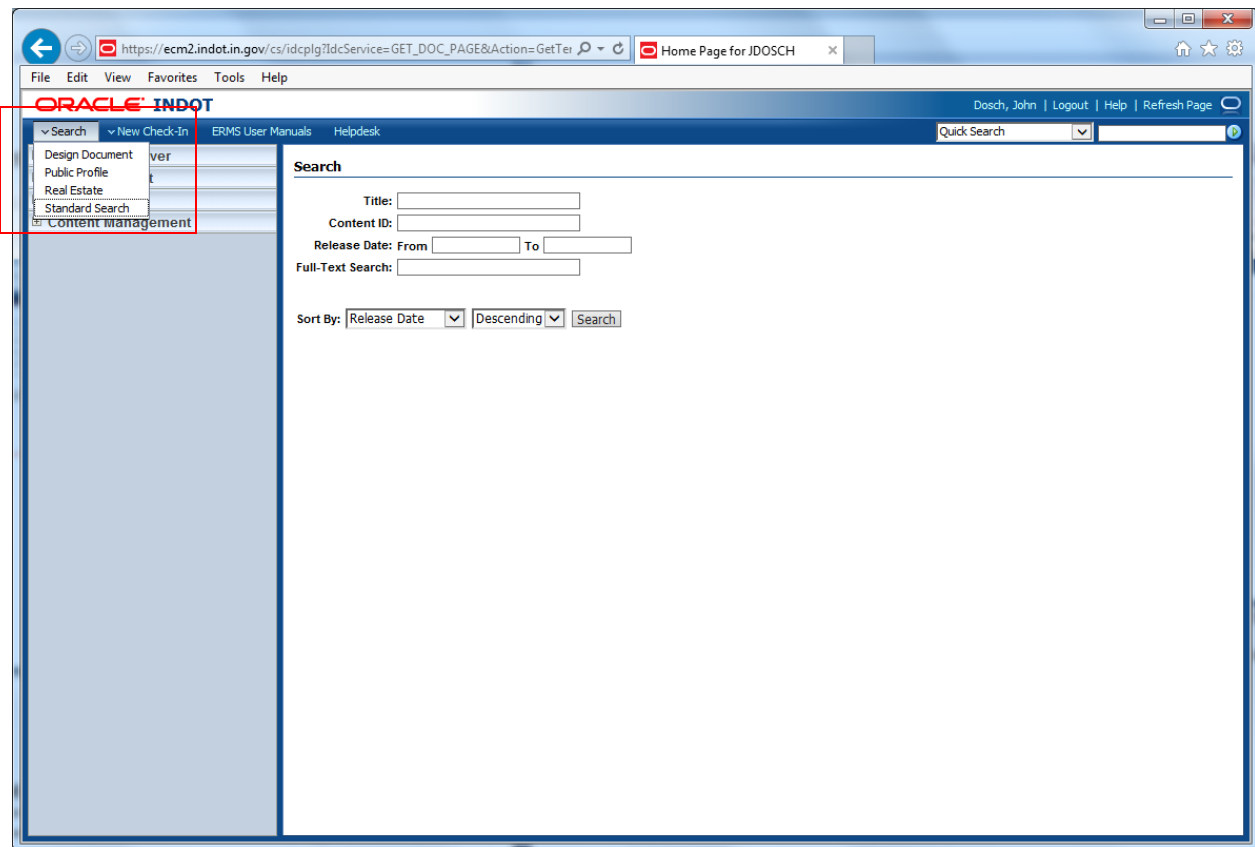 https://ecm2.indot.in.gov/cs/idcplg?IdcService=GET_DOC_PAGE&Action=GetTer
Home Page for JDOSCH
File Edit View Favorites Tools Help
ORACLE INDOT
Dosch, John | Logout | Help | Refresh Page
Search New Check-In ERMS User Manuals Helpdesk Quick Search
Design Document
Public Profile
Real Estate
Standard Search
ver
t
Content Management
Search
Title:
Content ID:
Release Date: From To
Full-Text Search:
Sort By: Release Date Descending Search